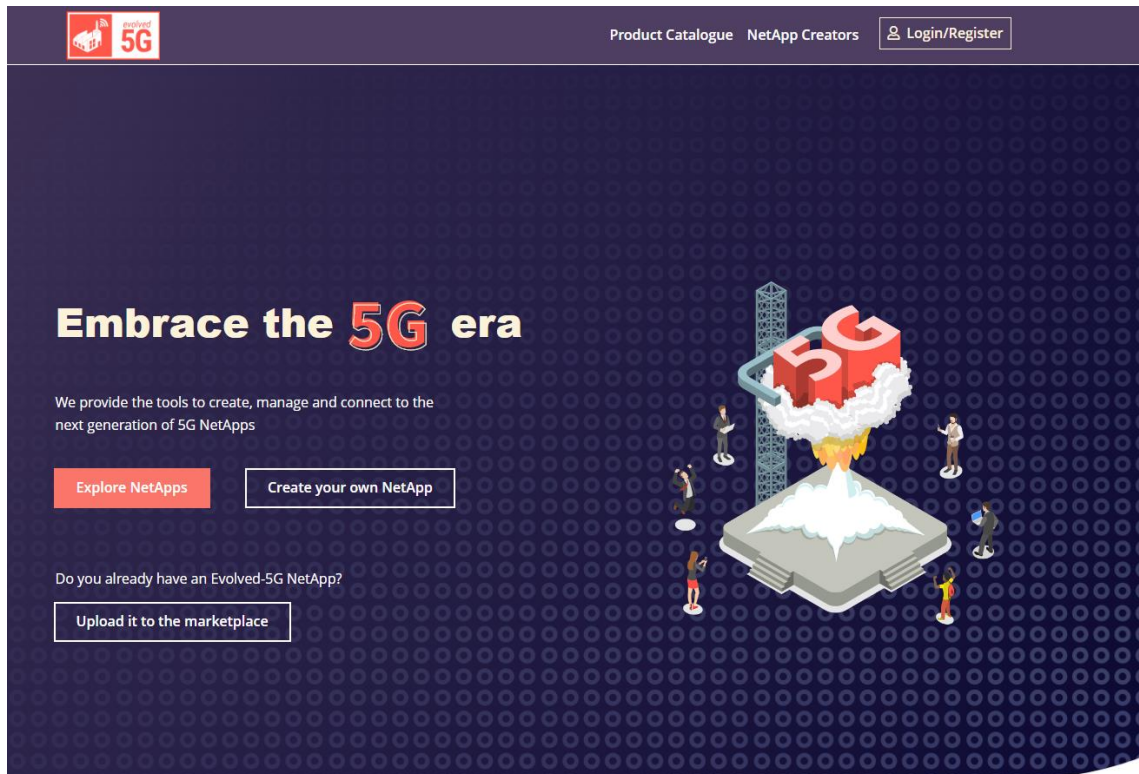 evolved
5G
Product Catalogue NetApp Creators Login/Register
Embrace the 5G era
5G
We provide the tools to create, manage and connect to the
next generation of 5G NetApps
Explore NetApps Create your own NetApp
Do you already have an Evolved-5G NetApp?
Upload it to the marketplace